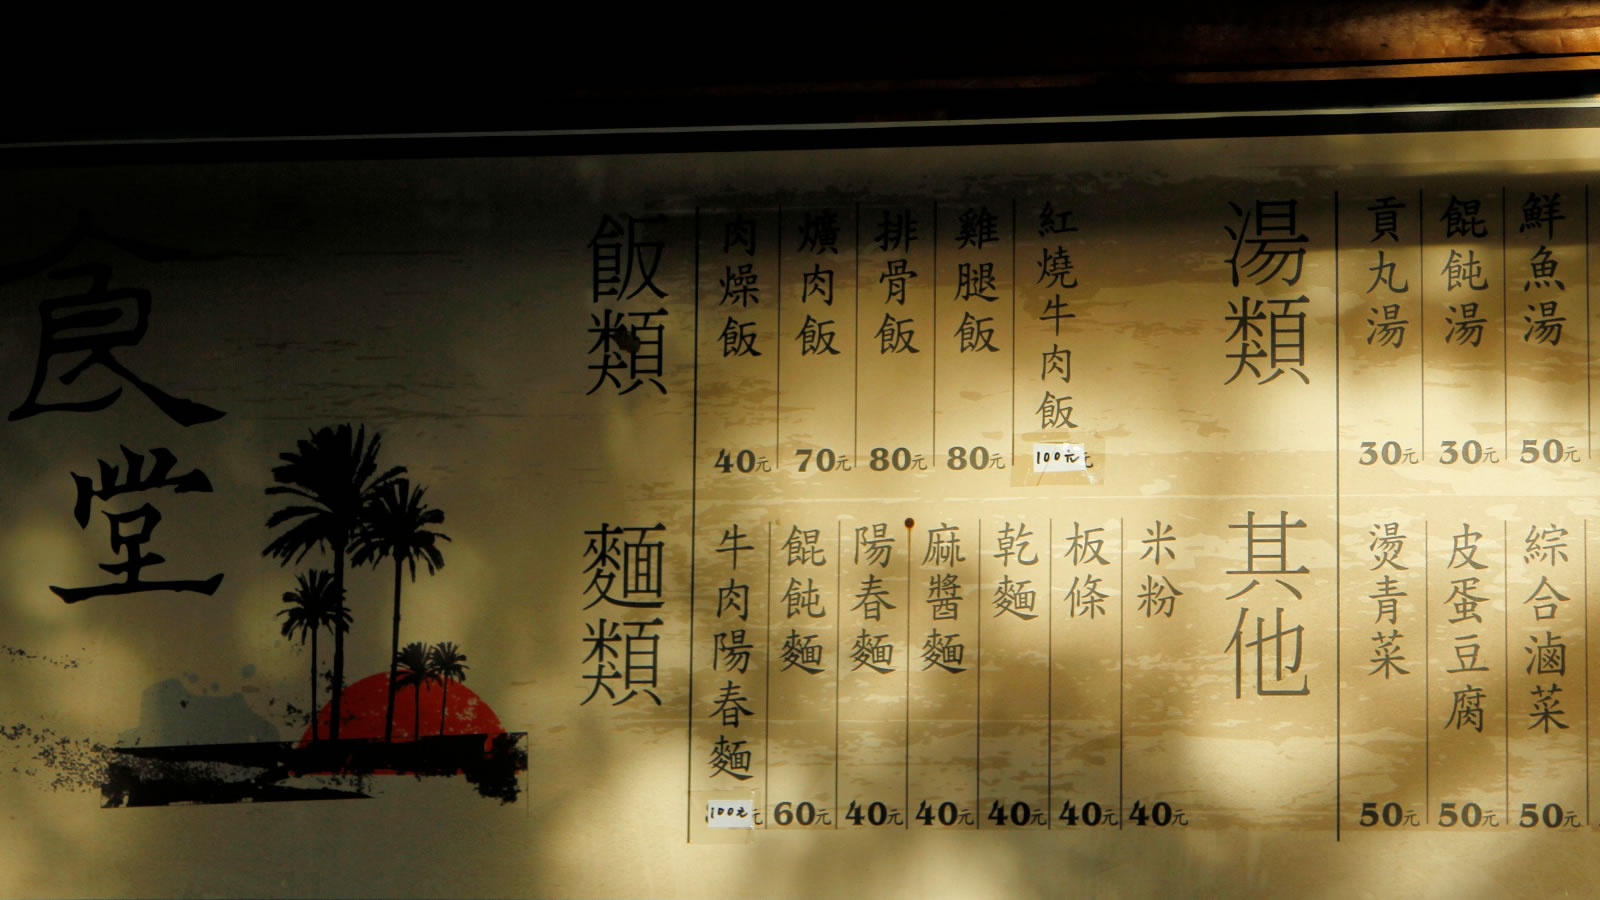 食堂
飯類
肉燥飯
40元
爌肉飯
70元
排骨飯
80元
雞腿飯
80元
紅燒牛肉飯
100元
湯類
貢丸湯
30元
餛飩湯
30元
鮮魚湯
50元
麵類
牛肉陽春麵
100元
餛飩麵
60元
陽春麵
40元
麻醬麵
40元
乾麵
40元
板條
40元
米粉
40元
其他
燙青菜
50元
皮蛋豆腐
50元
綜合滷菜
50元